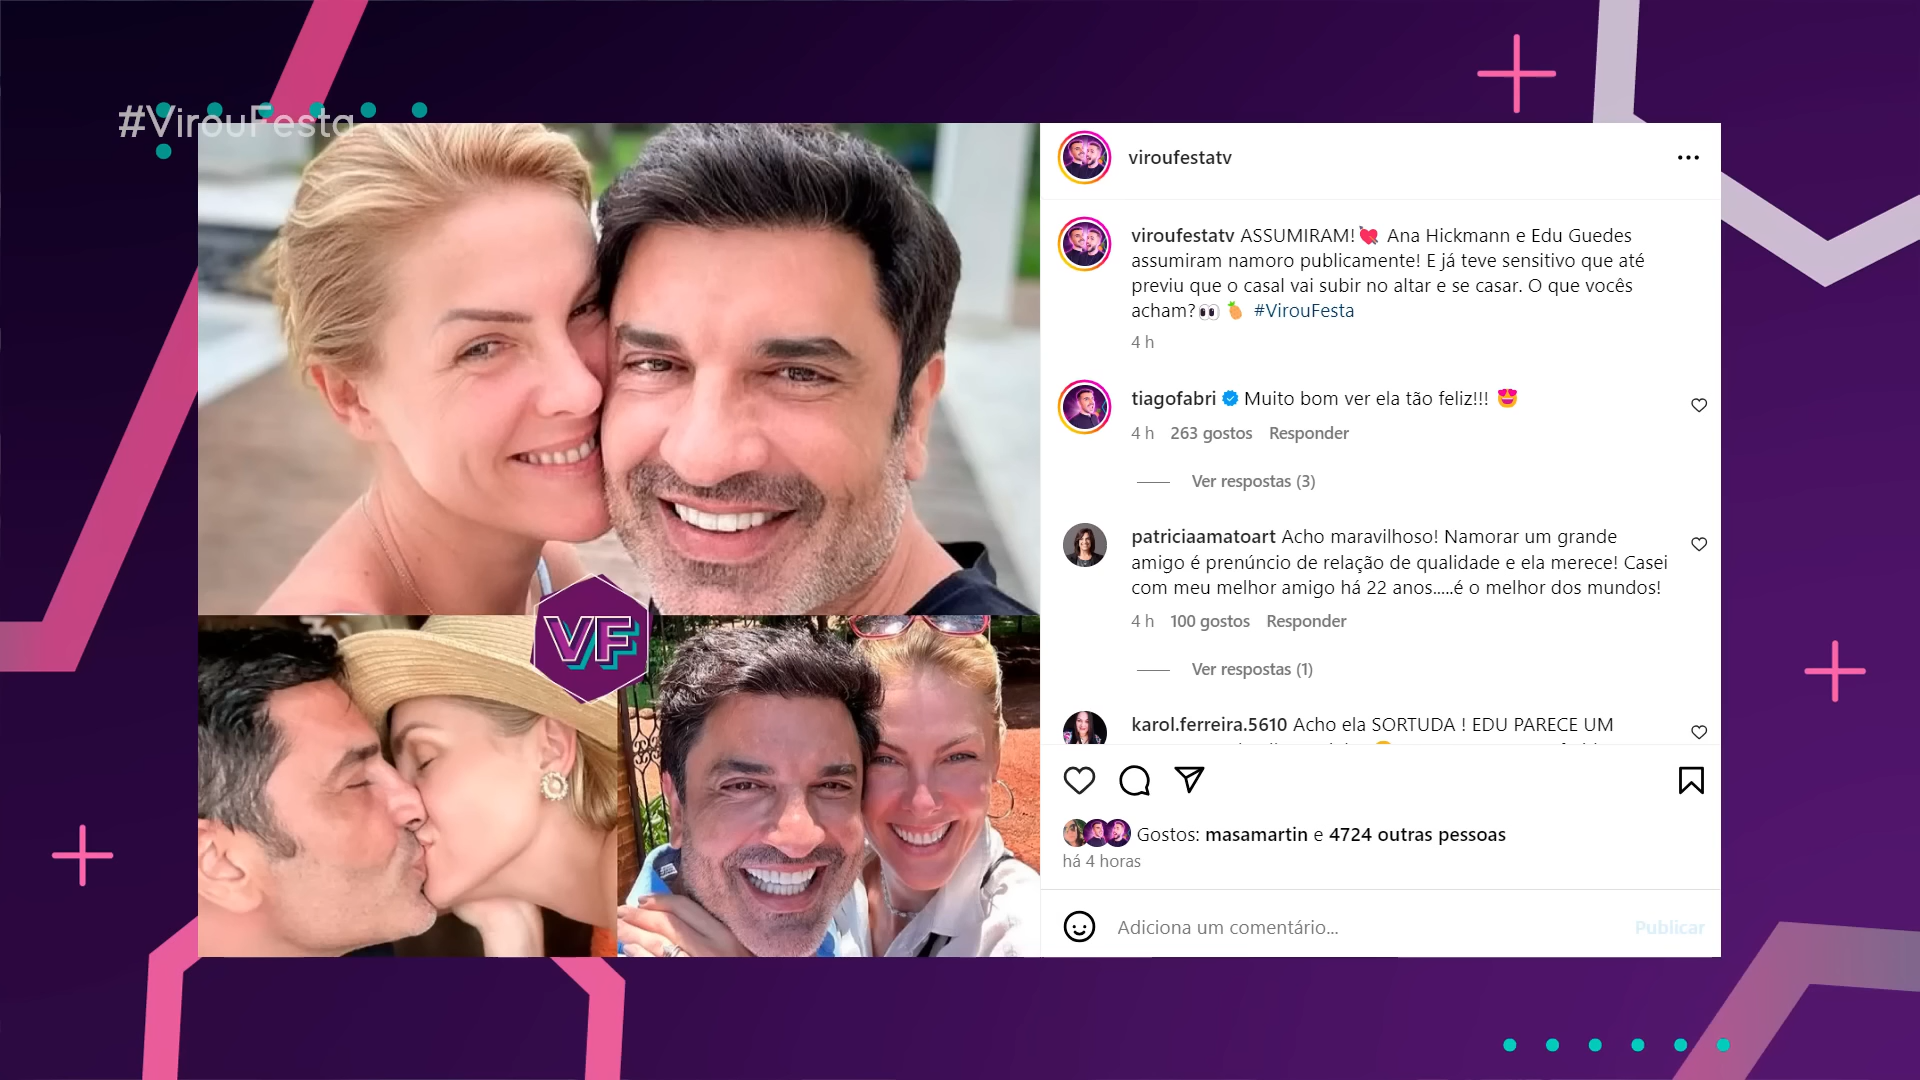 #VirouFesta
VF
viroufestatv
viroufestatv ASSUMIRAM!💘 Ana Hickmann e Edu Guedes
assumiram namoro publicamente! E já teve sensitivo que até
previu que o casal vai subir no altar e se casar. O que vocês
acham?👀🍍 #VirouFesta
4 h
tiagofabri Muito bom ver ela tão feliz!!! 😍
4 h 263 gostos Responder
Ver respostas (3)
patriciaamatoart Acho maravilhoso! Namorar um grande
amigo é prenúncio de relação de qualidade e ela merece! Casei
com meu melhor amigo há 22 anos.....é o melhor dos mundos!
4 h 100 gostos Responder
Ver respostas (1)
karol.ferreira.5610 Acho ela SORTUDA ! EDU PARECE UM
Gostos: masamartin e 4724 outras pessoas
há 4 horas
Adiciona um comentário... Publicar